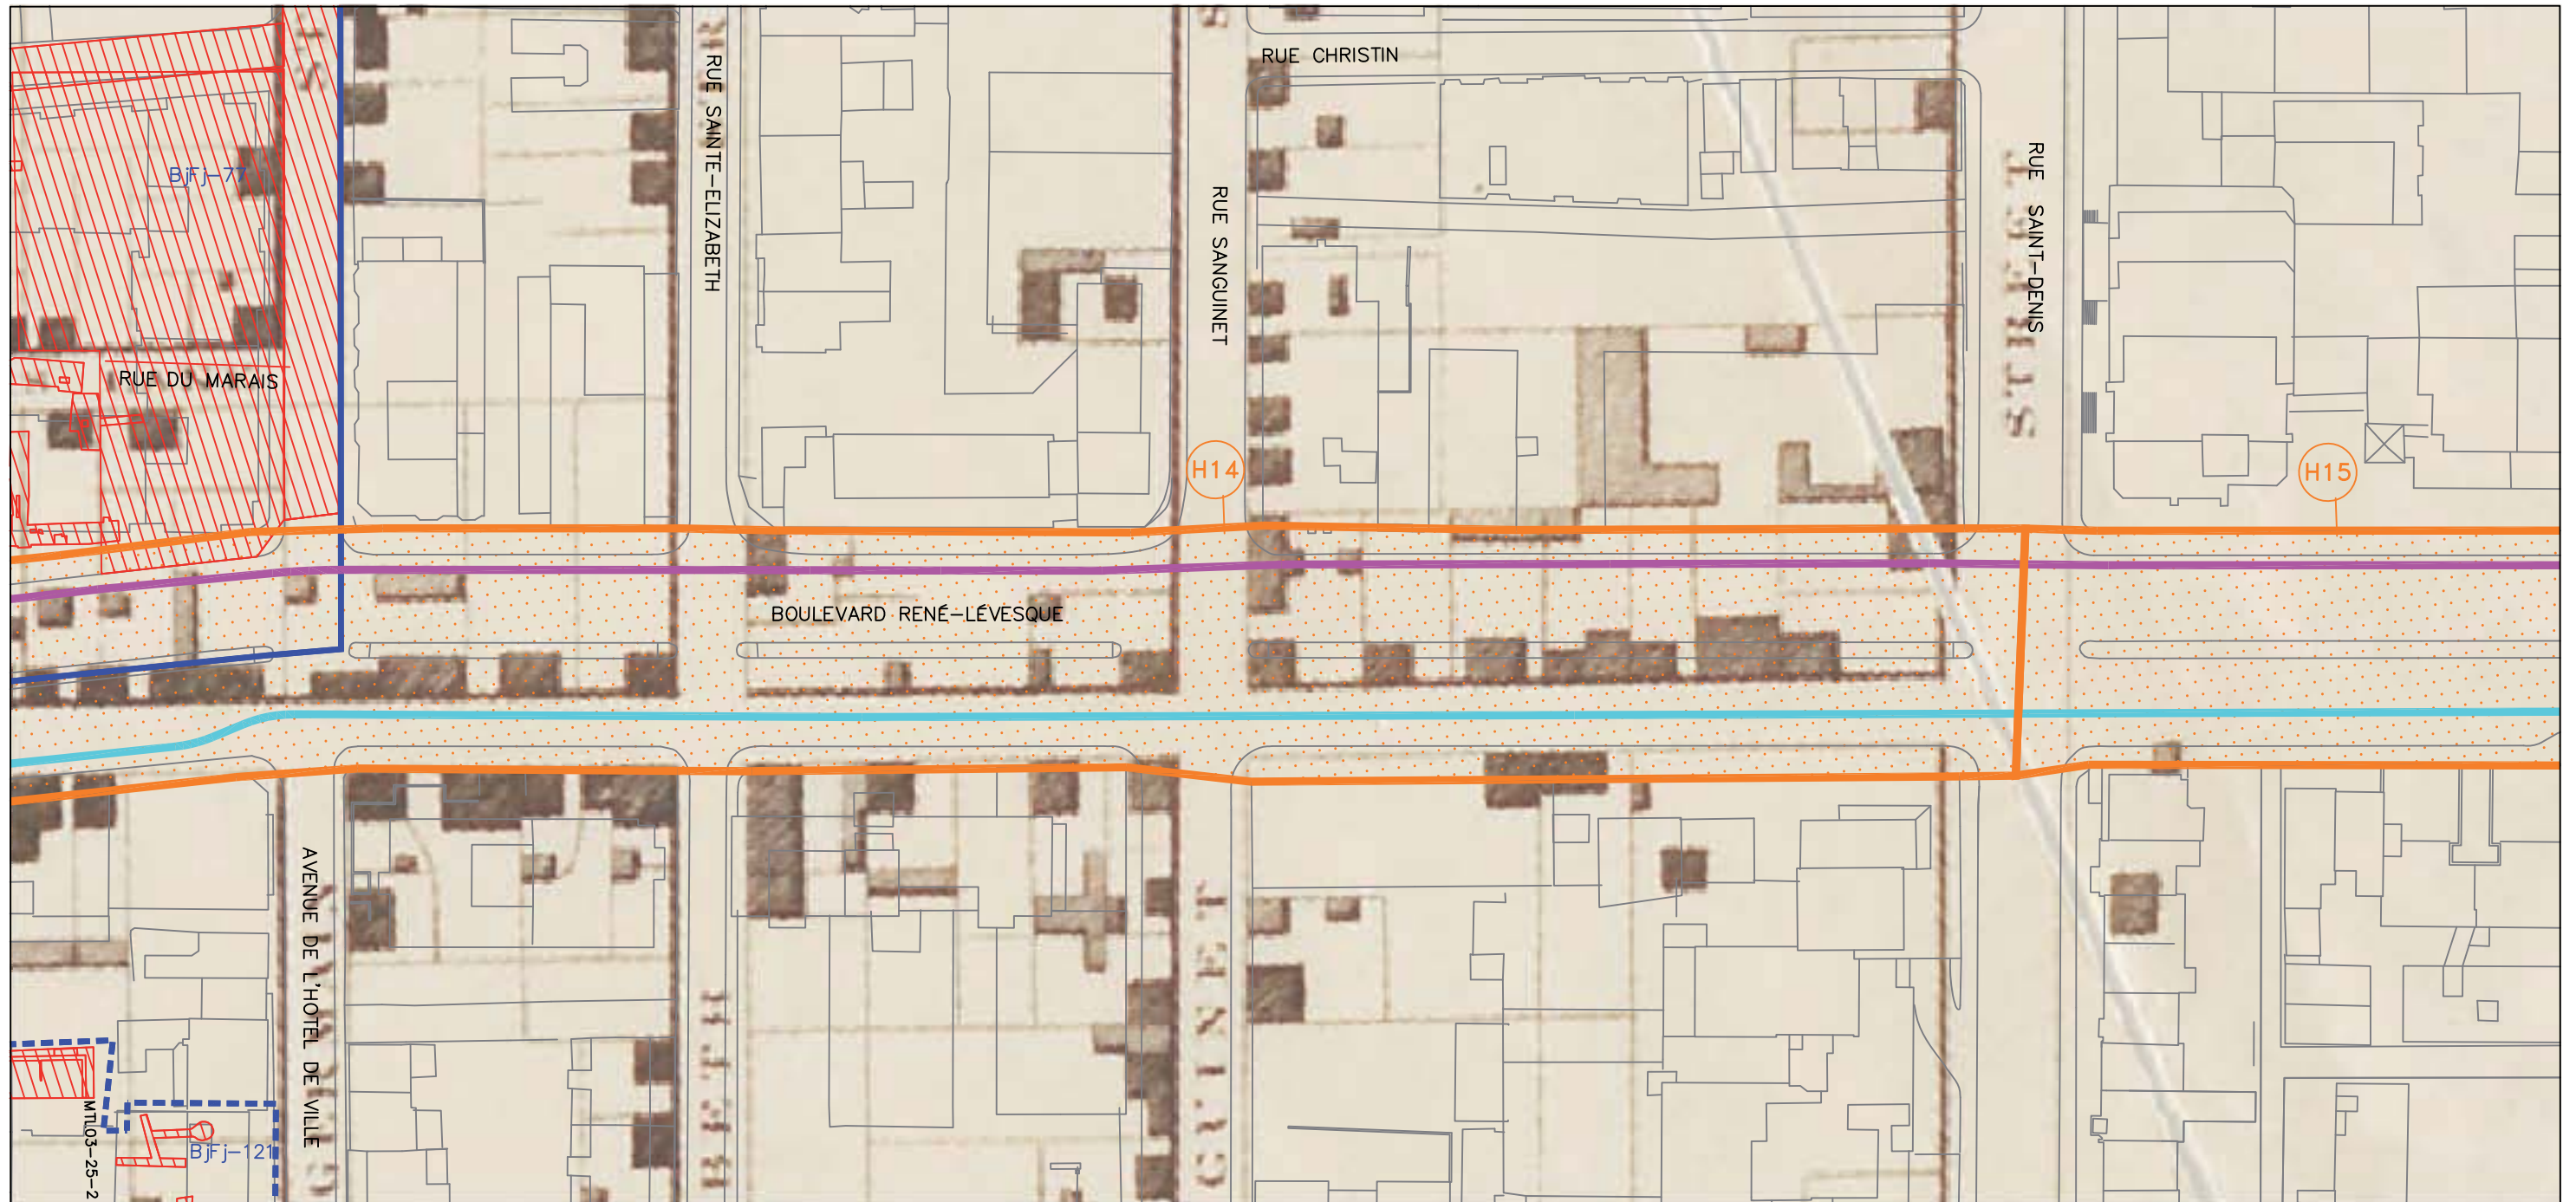 RUE CHRISTIN
RUE SAINTE-ELIZABETH
RUE SANGUINET
RUE SAINT-DENIS
STREET
BjFj-77
RUE DU MARAIS
H14
H15
BOULEVARD RENÉ-LÉVESQUE
AVENUE DE L'HOTEL DE VILLE
MTL03-25-2
BjFj-121